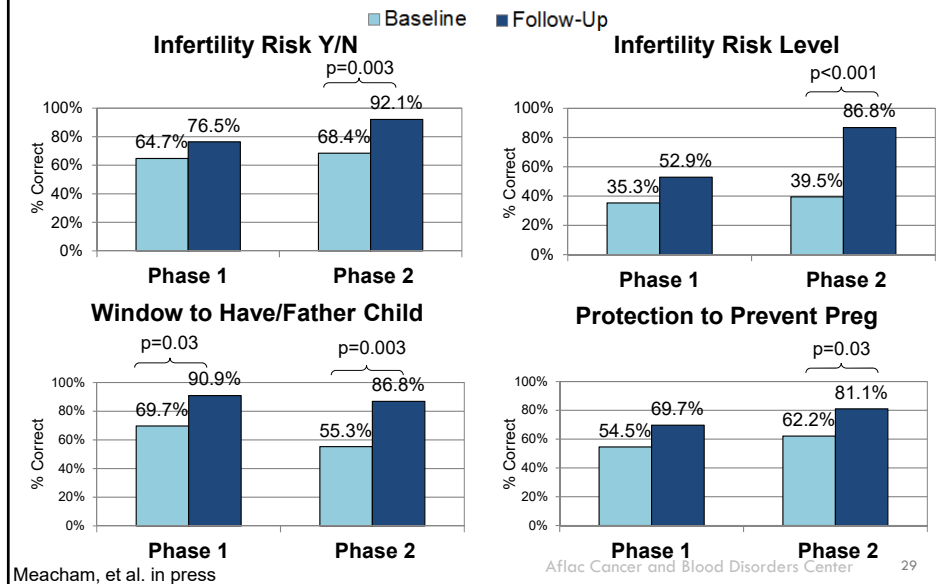 Baseline Follow-Up
Infertility Risk Y/N
p=0.003
% Correct
100%
80%
60%
40%
20%
0%
64.7%
76.5%
68.4%
92.1%
Phase 1 Phase 2
Infertility Risk Level
p<0.001
% Correct
100%
80%
60%
40%
20%
0%
35.3%
52.9%
39.5%
86.8%
Phase 1 Phase 2
Window to Have/Father Child
p=0.03 p=0.003
% Correct
100%
80%
60%
40%
20%
0%
69.7%
90.9%
55.3%
86.8%
Phase 1 Phase 2
Protection to Prevent Preg
p=0.03
% Correct
100%
80%
60%
40%
20%
0%
54.5%
69.7%
62.2%
81.1%
Phase 1 Phase 2
Meacham, et al. in press
Aflac Cancer and Blood Disorders Center 29